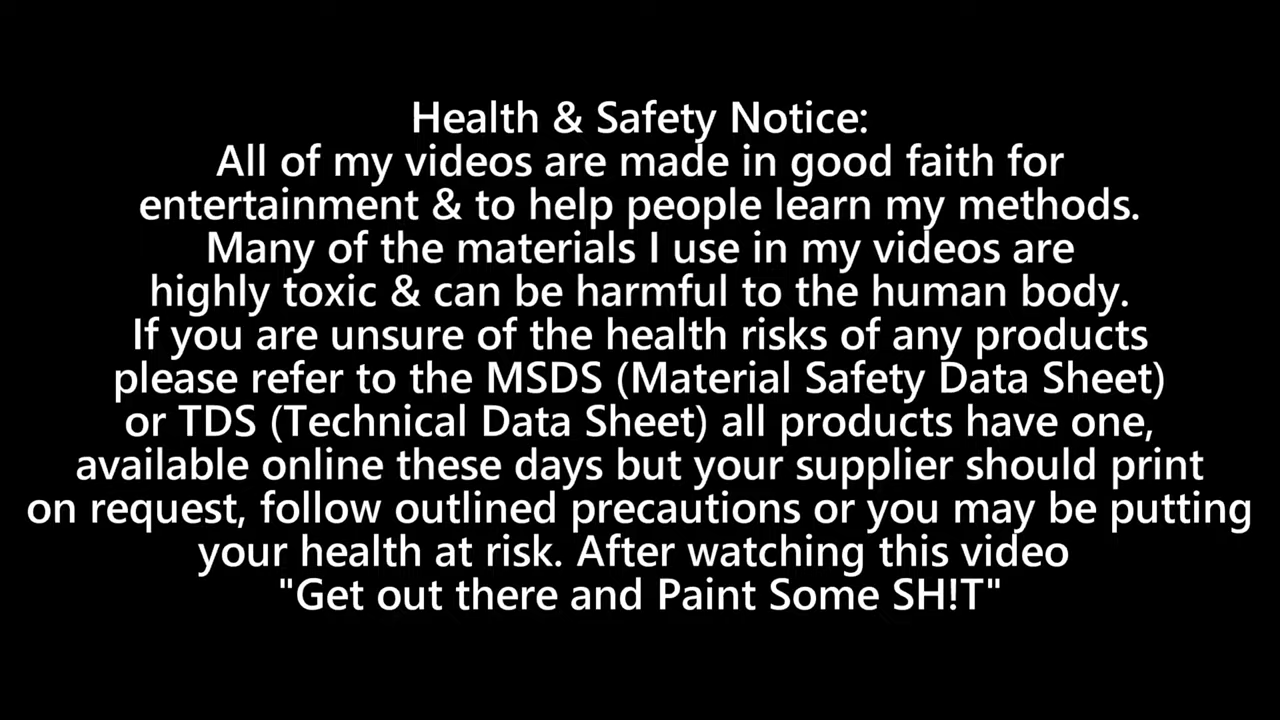 Health & Safety Notice:
All of my videos are made in good faith for
entertainment & to help people learn my methods.
Many of the materials I use in my videos are
highly toxic & can be harmful to the human body.
If you are unsure of the health risks of any products
please refer to the MSDS (Material Safety Data Sheet)
or TDS (Technical Data Sheet) all products have one,
available online these days but your supplier should print
on request, follow outlined precautions or you may be putting
your health at risk. After watching this video
"Get out there and Paint Some SH!T"